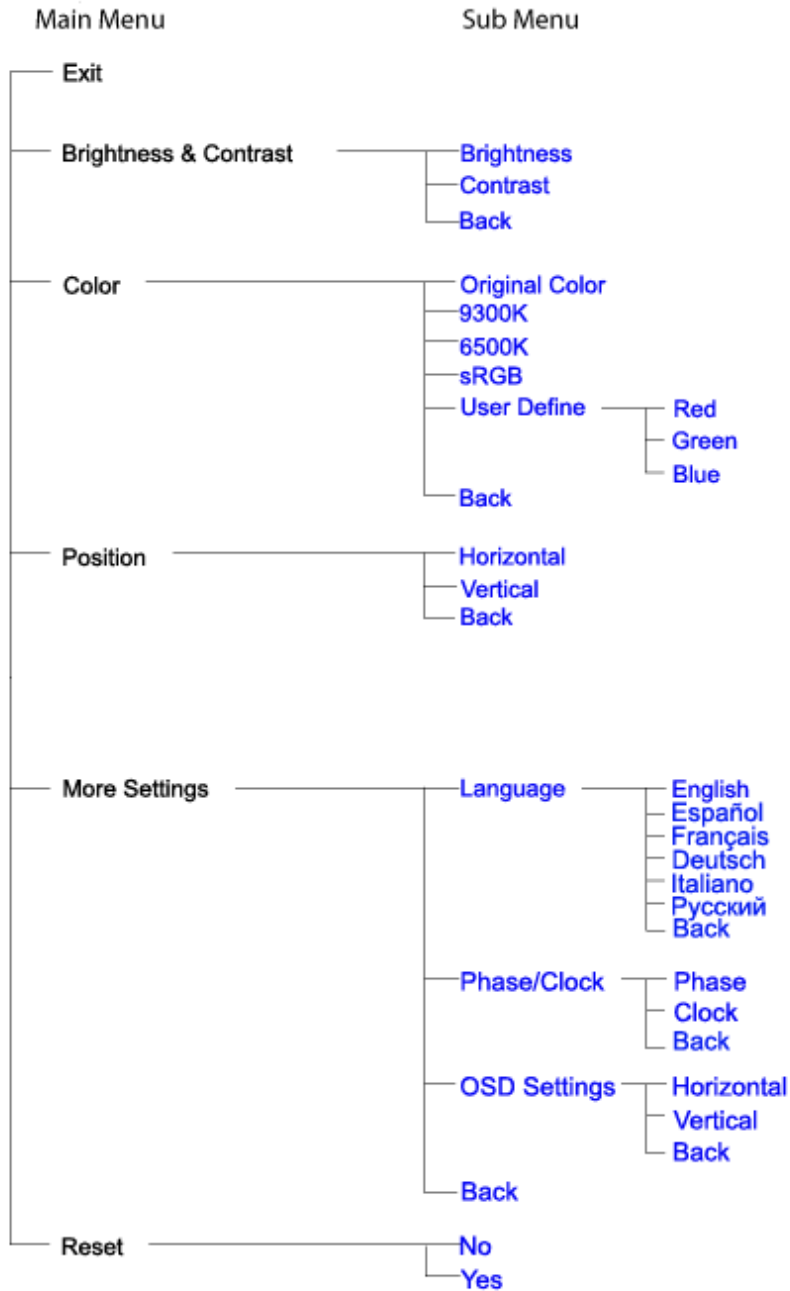 Main Menu Sub Menu
Exit
Brightness & Contrast Brightness
Contrast
Back
Color Original Color
9300K
6500K
sRGB
User Define Red
Green
Blue
Back
Position Horizontal
Vertical
Back
More Settings Language English
Español
Français
Deutsch
Italiano
Русский
Back
Phase/Clock Phase
Clock
Back
OSD Settings Horizontal
Vertical
Back
Back
Reset No
Yes